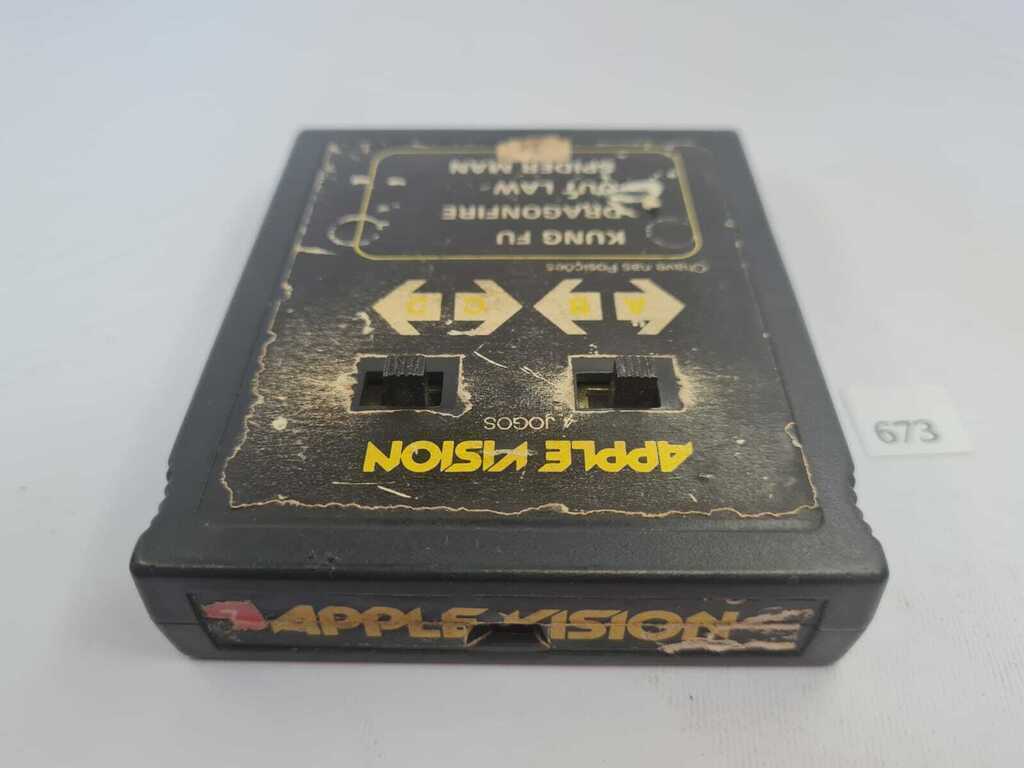 APPLE VISION
4 JOGOS
A B C D
Chave nas Posições
KUNG FU
DRAGONFIRE
OUT LAW
SPIDER MAN
APPLE VISION
673